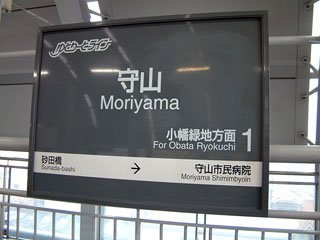 ゆとりーとライン
守山
Moriyama
小幡緑地方面 1
For Obata Ryokuchi
砂田橋 → 守山市民病院
Sunada-bashi Moriyama Shimimbyoin